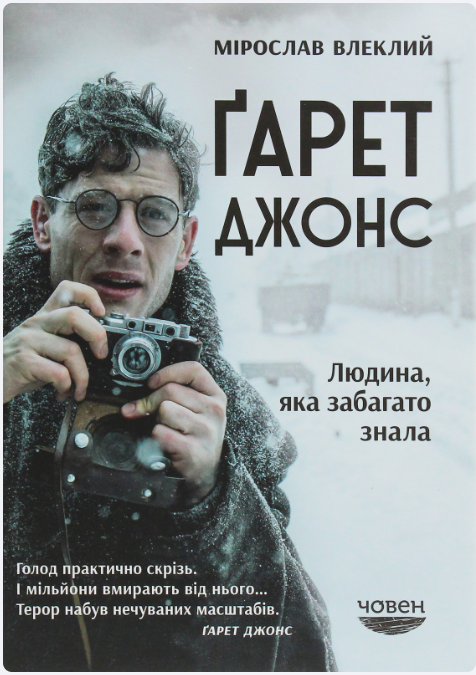 МІРОСЛАВ ВЛЕКЛИЙ
ҐАРЕТ
ДЖОНС
Людина,
яка забагато
знала
Голод практично скрізь.
І мільйони вмирають від нього...
Терор набув нечуваних масштабів.
ҐАРЕТ ДЖОНС
ЧОВЕН